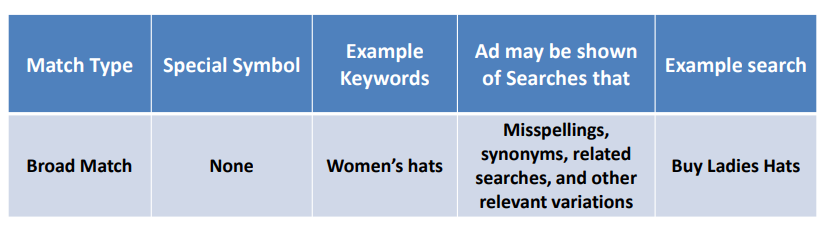 Match Type
Special Symbol
Example
Keywords
Ad may be shown
of Searches that
Example search
Broad Match
None
Women’s hats
Misspellings,
synonyms, related
searches, and other
relevant variations
Buy Ladies Hats